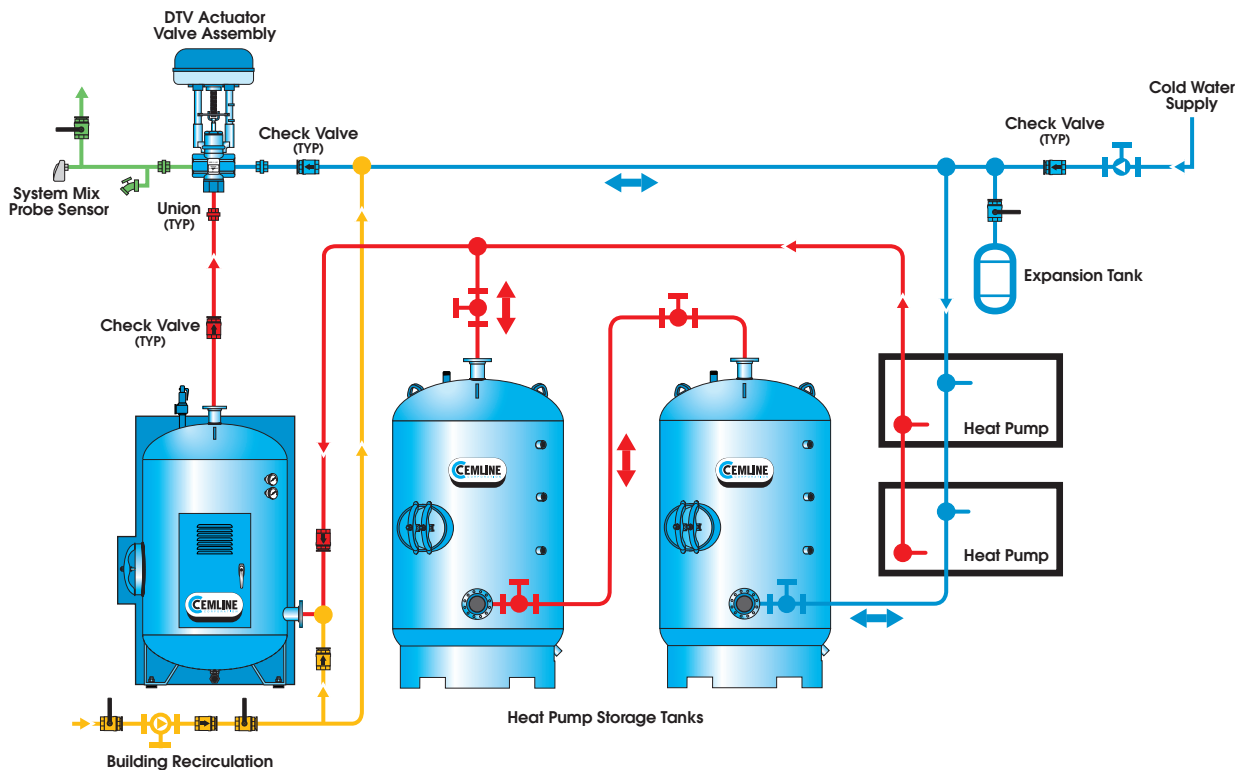 DTV Actuator
Valve Assembly
Cold Water
Supply
Check Valve
(TYP)
Check Valve
(TYP)
System Mix
Probe Sensor
Union
(TYP)
Expansion Tank
Check Valve
(TYP)
Heat Pump
CEMLINE
CEMLINE
Heat Pump
CEMLINE
Heat Pump Storage Tanks
Building Recirculation